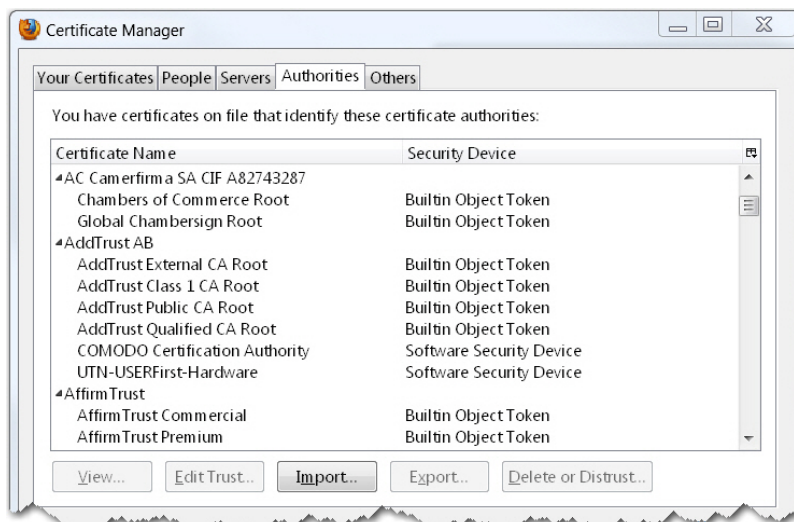 Certificate Manager
Your Certificates People Servers Authorities Others
You have certificates on file that identify these certificate authorities:
Certificate Name Security Device
AC Camerfirma SA CIF A82743287
Chambers of Commerce Root Builtin Object Token
Global Chambersign Root Builtin Object Token
AddTrust AB
AddTrust External CA Root Builtin Object Token
AddTrust Class 1 CA Root Builtin Object Token
AddTrust Public CA Root Builtin Object Token
AddTrust Qualified CA Root Builtin Object Token
COMODO Certification Authority Software Security Device
UTN-USERFirst-Hardware Software Security Device
AffirmTrust
AffirmTrust Commercial Builtin Object Token
AffirmTrust Premium Builtin Object Token
View... Edit Trust... Import... Export... Delete or Distrust...